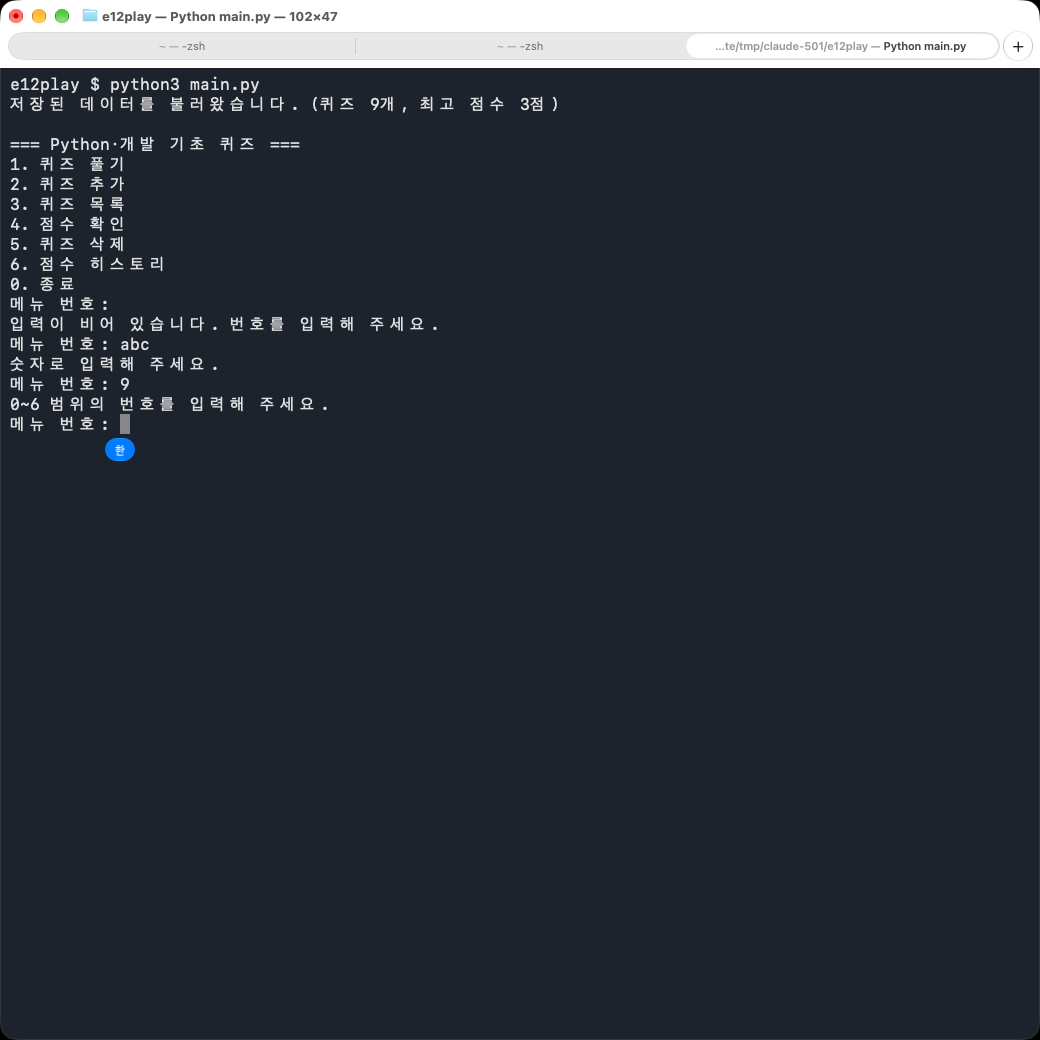 e12play — Python main.py — 102×47
~ — -zsh
~ — -zsh
...te/tmp/claude-501/e12play — Python main.py
+
e12play $ python3 main.py
저장된 데이터를 불러왔습니다. (퀴즈 9개, 최고 점수 3점)
=== Python·개발 기초 퀴즈 ===
1. 퀴즈 풀기
2. 퀴즈 추가
3. 퀴즈 목록
4. 점수 확인
5. 퀴즈 삭제
6. 점수 히스토리
0. 종료
메뉴 번호:
입력이 비어 있습니다. 번호를 입력해 주세요.
메뉴 번호: abc
숫자로 입력해 주세요.
메뉴 번호: 9
0~6 범위의 번호를 입력해 주세요.
메뉴 번호:
한